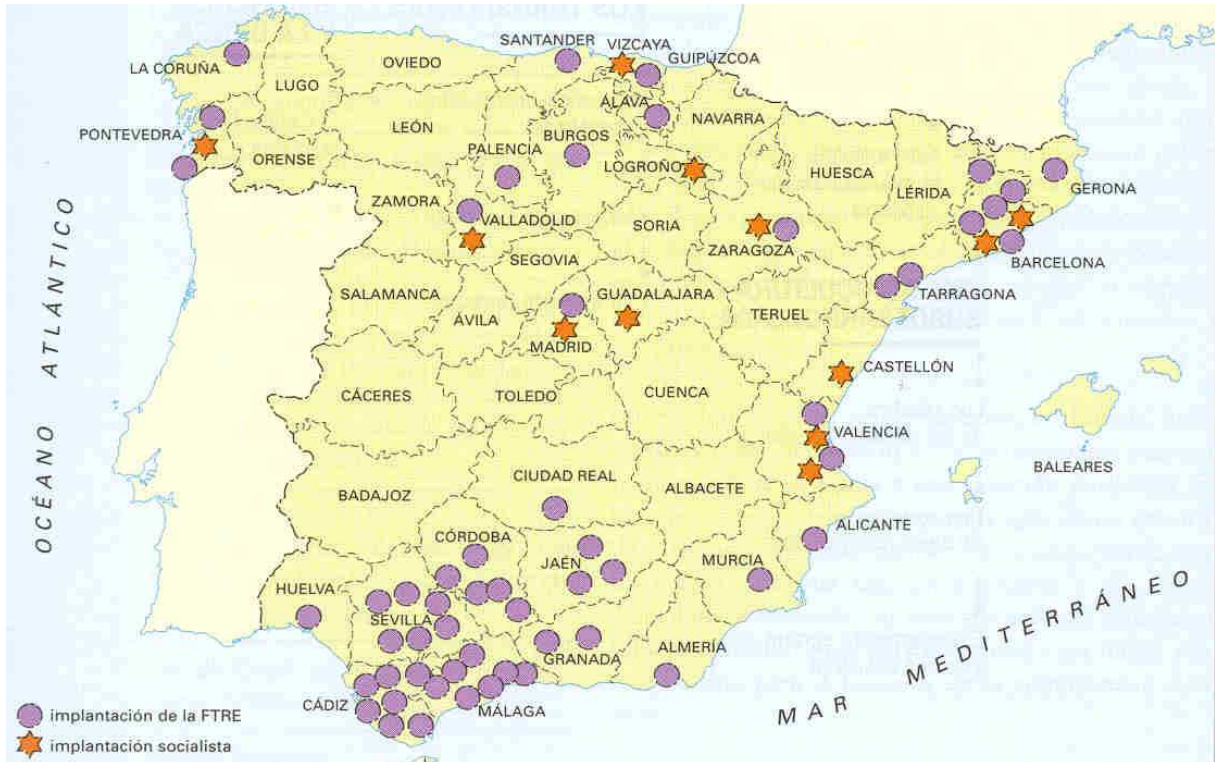 SANTANDER
VIZCAYA
GUIPÚZCOA
LA CORUÑA
LUGO
OVIEDO
ÁLAVA
NAVARRA
PONTEVEDRA
ORENSE
LEÓN
PALENCIA
BURGOS
LOGROÑO
HUESCA
LÉRIDA
GERONA
ZAMORA
VALLADOLID
SORIA
ZARAGOZA
BARCELONA
SEGOVIA
SALAMANCA
ÁVILA
GUADALAJARA
TERUEL
TARRAGONA
MADRID
CASTELLÓN
CÁCERES
TOLEDO
CUENCA
VALENCIA
BALEARES
BADAJOZ
CIUDAD REAL
ALBACETE
ALICANTE
CÓRDOBA
JAÉN
MURCIA
HUELVA
SEVILLA
GRANADA
ALMERÍA
CÁDIZ
MÁLAGA
OCÉANO ATLÁNTICO
MAR MEDITERRÁNEO
implantación de la FTRE
implantación socialista